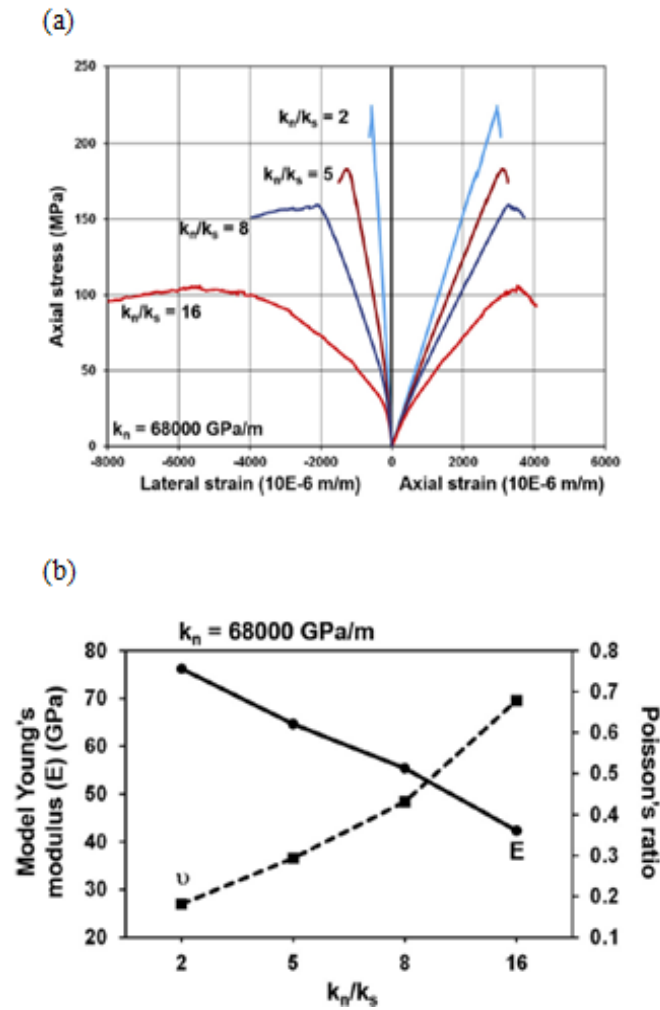 (a)
250
200
150
100
50
0
Axial stress (MPa)
kn/ks = 2
kn/ks = 5
kn/ks = 8
kn/ks = 16
kn = 68000 GPa/m
-8000 -6000 -4000 -2000 0 2000 4000 6000
Lateral strain (10E-6 m/m) Axial strain (10E-6 m/m)
(b)
kn = 68000 GPa/m
80
70
60
50
40
30
20
Model Young's
modulus (E) (GPa)
0.8
0.7
0.6
0.5
0.4
0.3
0.2
0.1
Poisson's ratio
υ
E
2 5 8 16
kn/ks